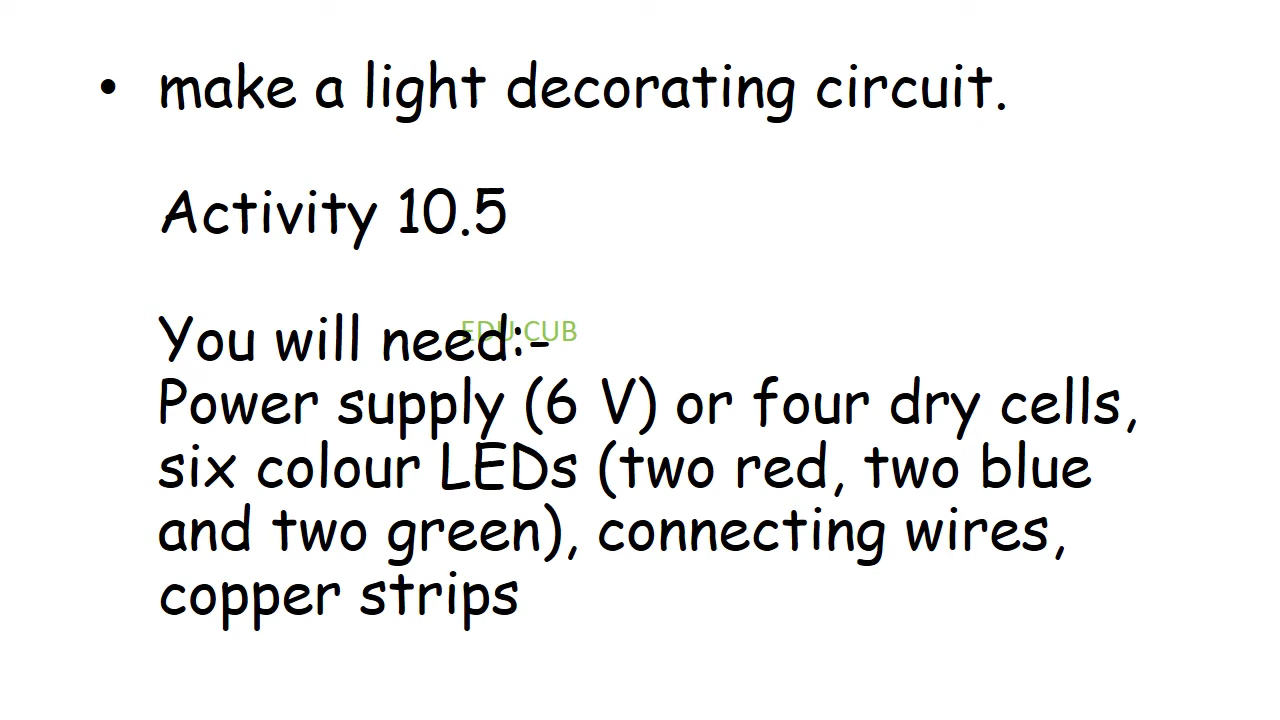 • make a light decorating circuit.
Activity 10.5
EDU CUB
You will need:-
Power supply (6 V) or four dry cells,
six colour LEDs (two red, two blue
and two green), connecting wires,
copper strips